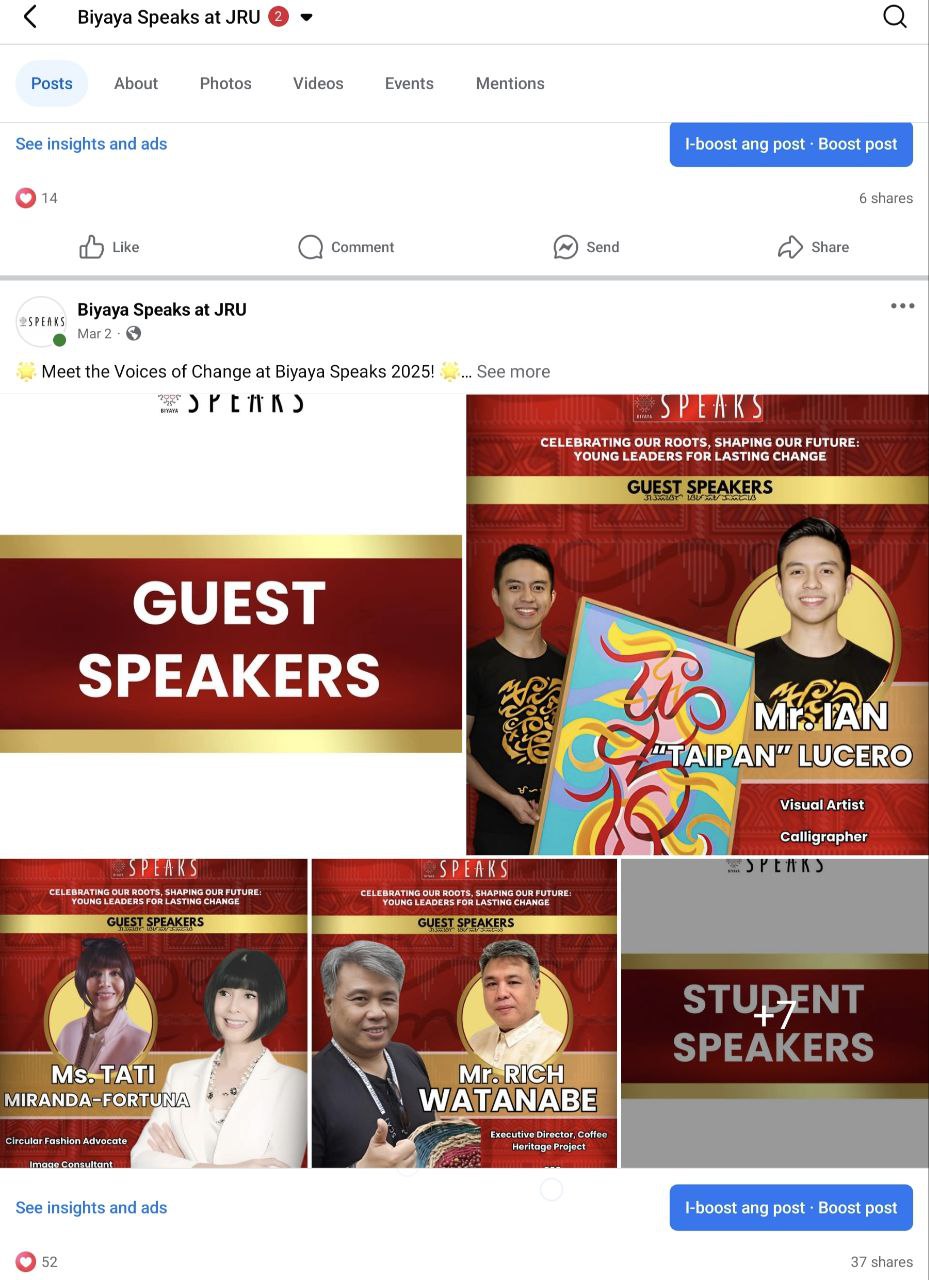 Biyaya Speaks at JRU 2
Posts About Photos Videos Events Mentions
See insights and ads I-boost ang post · Boost post
14 6 shares
Like Comment Send Share
SPEAKS
Biyaya Speaks at JRU
Mar 2 ·
🌟 Meet the Voices of Change at Biyaya Speaks 2025! 🌟... See more
BIYAYA SPEAKS
GUEST
SPEAKERS
BIYAYA SPEAKS
CELEBRATING OUR ROOTS, SHAPING OUR FUTURE:
YOUNG LEADERS FOR LASTING CHANGE
GUEST SPEAKERS
Mr. IAN
"TAIPAN" LUCERO
Visual Artist
Calligrapher
SPEAKS
CELEBRATING OUR ROOTS, SHAPING OUR FUTURE:
YOUNG LEADERS FOR LASTING CHANGE
GUEST SPEAKERS
Ms. TATI
MIRANDA-FORTUNA
Circular Fashion Advocate
Image Consultant
SPEAKS
CELEBRATING OUR ROOTS, SHAPING OUR FUTURE:
YOUNG LEADERS FOR LASTING CHANGE
GUEST SPEAKERS
Mr. RICH
WATANABE
Executive Director, Coffee
Heritage Project
BIYAYA SPEAKS
STUDENT
SPEAKERS
+7
See insights and ads I-boost ang post · Boost post
52 37 shares